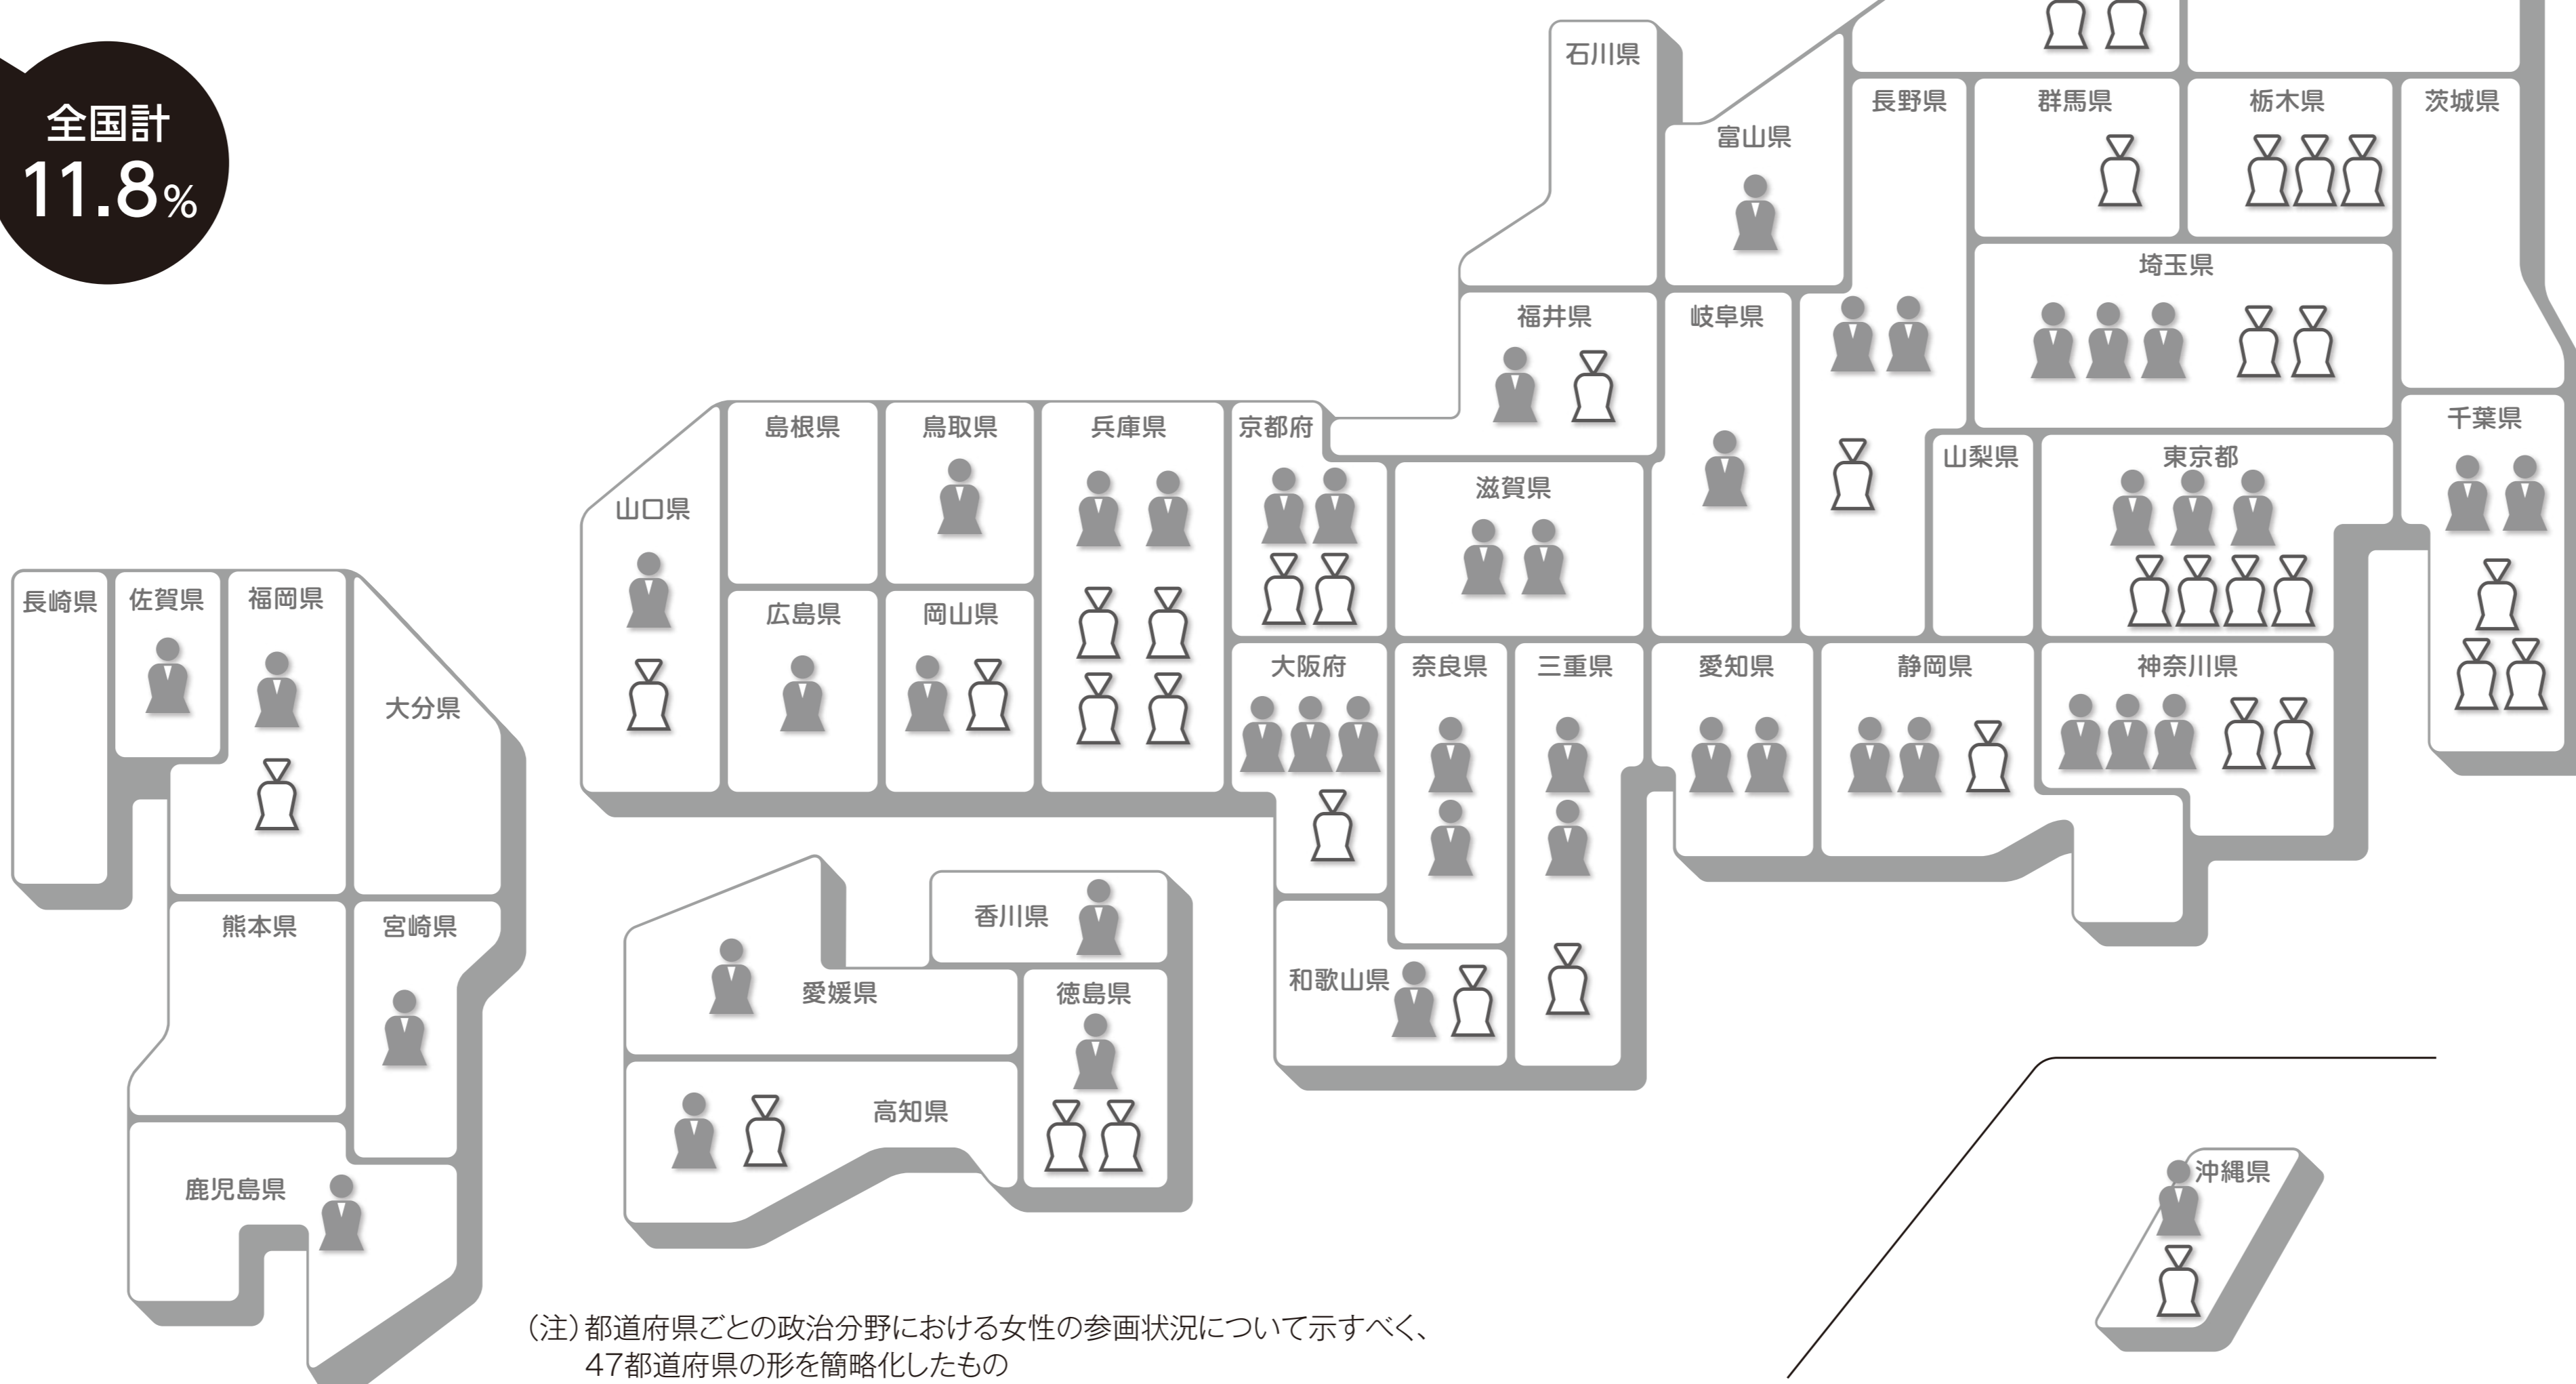 全国計
11.8%
石川県
富山県
長野県
群馬県
栃木県
茨城県
埼玉県
福井県
岐阜県
千葉県
島根県
鳥取県
兵庫県
京都府
山梨県
東京都
滋賀県
山口県
長崎県
佐賀県
福岡県
広島県
岡山県
大阪府
奈良県
三重県
愛知県
静岡県
神奈川県
大分県
熊本県
宮崎県
香川県
愛媛県
徳島県
和歌山県
高知県
鹿児島県
沖縄県
（注）都道府県ごとの政治分野における女性の参画状況について示すべく、
47都道府県の形を簡略化したもの